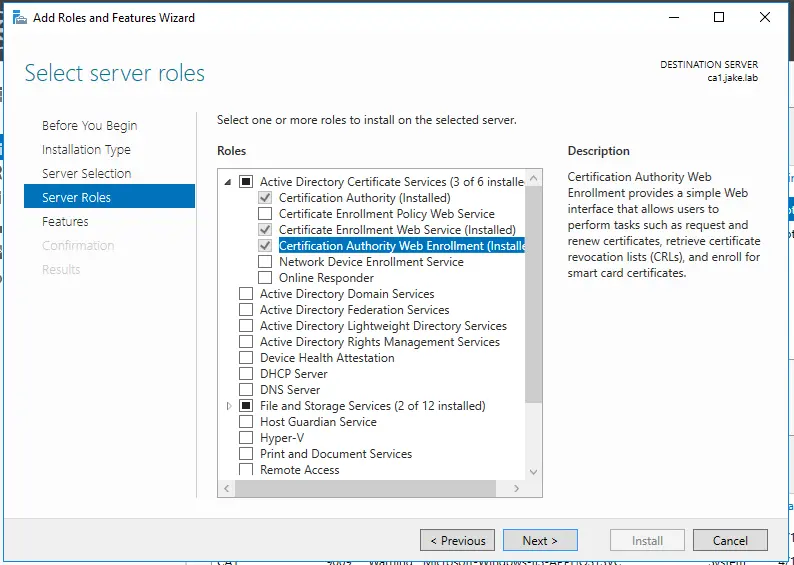 Add Roles and Features Wizard
Select server roles
DESTINATION SERVER
ca1.jake.lab
Before You Begin
Installation Type
Server Selection
Server Roles
Features
Confirmation
Results
Select one or more roles to install on the selected server.
Roles
Active Directory Certificate Services (3 of 6 installe
Certification Authority (Installed)
Certificate Enrollment Policy Web Service
Certificate Enrollment Web Service (Installed)
Certification Authority Web Enrollment (Installe
Network Device Enrollment Service
Online Responder
Active Directory Domain Services
Active Directory Federation Services
Active Directory Lightweight Directory Services
Active Directory Rights Management Services
Device Health Attestation
DHCP Server
DNS Server
File and Storage Services (2 of 12 installed)
Host Guardian Service
Hyper-V
Print and Document Services
Remote Access
Description
Certification Authority Web
Enrollment provides a simple Web
interface that allows users to
perform tasks such as request and
renew certificates, retrieve certificate
revocation lists (CRLs), and enroll for
smart card certificates.
< Previous
Next >
Install
Cancel